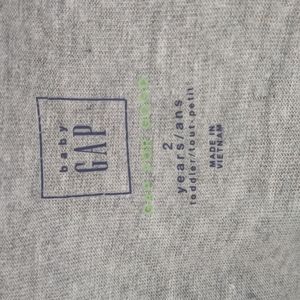 baby
GAP
2
years/ans
toddler/tout-petit
MADE IN
VIETNAM